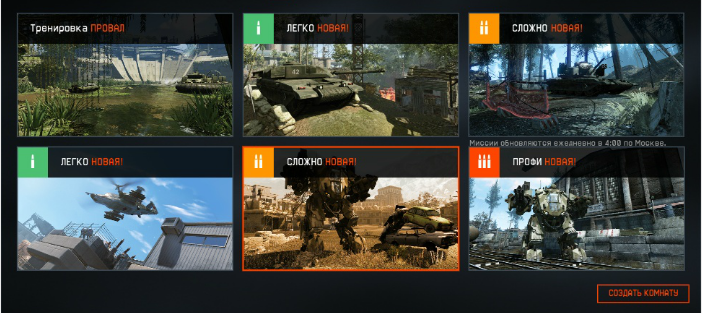 Тренировка ПРОВАЛ
ЛЕГКО НОВАЯ!
СЛОЖНО НОВАЯ!
Миссии обновляются ежедневно в 4:00 по Москве.
ЛЕГКО НОВАЯ!
СЛОЖНО НОВАЯ!
ПРОФИ НОВАЯ!
СОЗДАТЬ КОМНАТУ